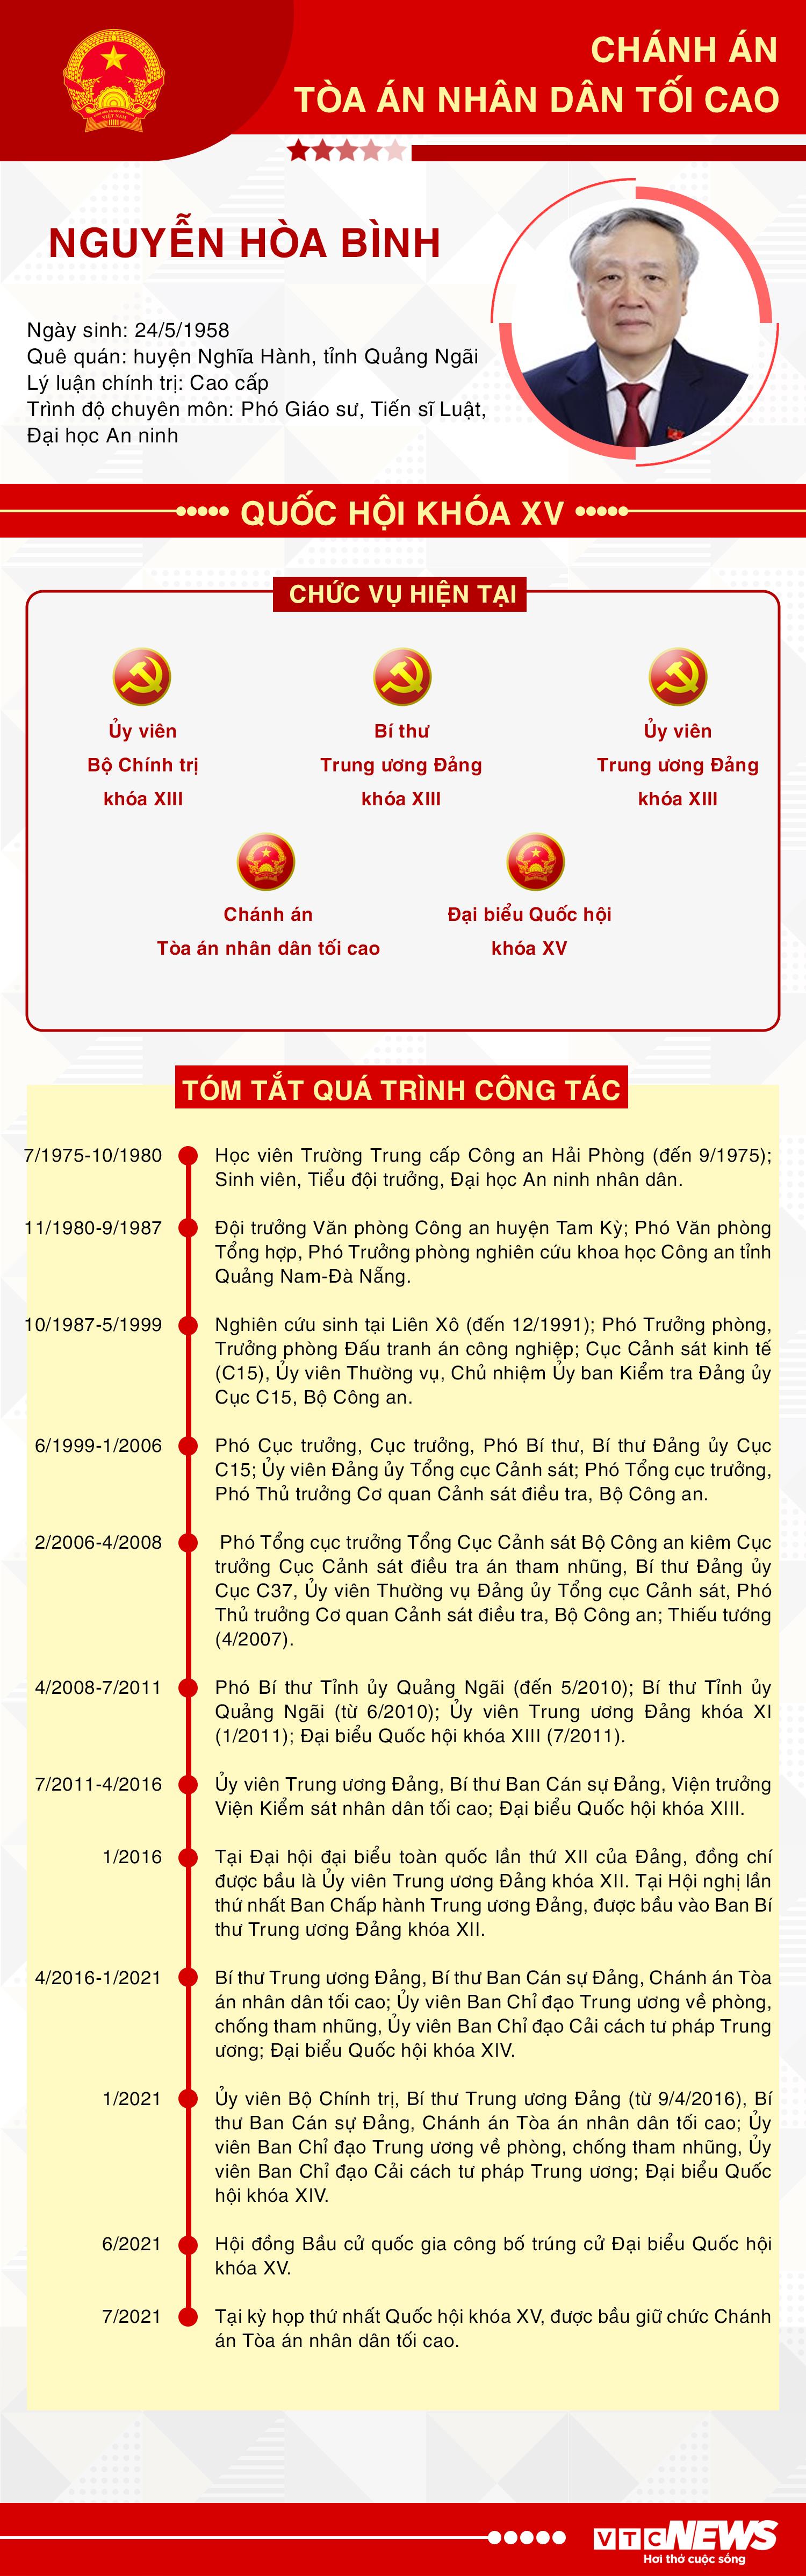 CHÁNH ÁN
TÒA ÁN NHÂN DÂN TỐI CAO
VIỆT NAM
NGUYỄN HÒA BÌNH
Ngày sinh: 24/5/1958
Quê quán: huyện Nghĩa Hành, tỉnh Quảng Ngãi
Lý luận chính trị: Cao cấp
Trình độ chuyên môn: Phó Giáo sư, Tiến sĩ Luật,
Đại học An ninh
QUỐC HỘI KHÓA XV
CHỨC VỤ HIỆN TẠI
Ủy viên
Bộ Chính trị
khóa XIII
Bí thư
Trung ương Đảng
khóa XIII
Ủy viên
Trung ương Đảng
khóa XIII
Chánh án
Tòa án nhân dân tối cao
Đại biểu Quốc hội
khóa XV
TÓM TẮT QUÁ TRÌNH CÔNG TÁC
7/1975-10/1980
Học viên Trường Trung cấp Công an Hải Phòng (đến 9/1975);
Sinh viên, Tiểu đội trưởng, Đại học An ninh nhân dân.
11/1980-9/1987
Đội trưởng Văn phòng Công an huyện Tam Kỳ; Phó Văn phòng
Tổng hợp, Phó Trưởng phòng nghiên cứu khoa học Công an tỉnh
Quảng Nam-Đà Nẵng.
10/1987-5/1999
Nghiên cứu sinh tại Liên Xô (đến 12/1991); Phó Trưởng phòng,
Trưởng phòng Đấu tranh án công nghiệp; Cục Cảnh sát kinh tế
(C15), Ủy viên Thường vụ, Chủ nhiệm Ủy ban Kiểm tra Đảng ủy
Cục C15, Bộ Công an.
6/1999-1/2006
Phó Cục trưởng, Cục trưởng, Phó Bí thư, Bí thư Đảng ủy Cục
C15; Ủy viên Đảng ủy Tổng cục Cảnh sát; Phó Tổng cục trưởng,
Phó Thủ trưởng Cơ quan Cảnh sát điều tra, Bộ Công an.
2/2006-4/2008
Phó Tổng cục trưởng Tổng Cục Cảnh sát Bộ Công an kiêm Cục
trưởng Cục Cảnh sát điều tra án tham nhũng, Bí thư Đảng ủy
Cục C37, Ủy viên Thường vụ Đảng ủy Tổng cục Cảnh sát, Phó
Thủ trưởng Cơ quan Cảnh sát điều tra, Bộ Công an; Thiếu tướng
(4/2007).
4/2008-7/2011
Phó Bí thư Tỉnh ủy Quảng Ngãi (đến 5/2010); Bí thư Tỉnh ủy
Quảng Ngãi (từ 6/2010); Ủy viên Trung ương Đảng khóa XI
(1/2011); Đại biểu Quốc hội khóa XIII (7/2011).
7/2011-4/2016
Ủy viên Trung ương Đảng, Bí thư Ban Cán sự Đảng, Viện trưởng
Viện Kiểm sát nhân dân tối cao; Đại biểu Quốc hội khóa XIII.
1/2016
Tại Đại hội đại biểu toàn quốc lần thứ XII của Đảng, đồng chí
được bầu là Ủy viên Trung ương Đảng khóa XII. Tại Hội nghị lần
thứ nhất Ban Chấp hành Trung ương Đảng, được bầu vào Ban Bí
thư Trung ương Đảng khóa XII.
4/2016-1/2021
Bí thư Trung ương Đảng, Bí thư Ban Cán sự Đảng, Chánh án Tòa
án nhân dân tối cao; Ủy viên Ban Chỉ đạo Trung ương về phòng,
chống tham nhũng, Ủy viên Ban Chỉ đạo Cải cách tư pháp Trung
ương; Đại biểu Quốc hội khóa XIV.
1/2021
Ủy viên Bộ Chính trị, Bí thư Trung ương Đảng (từ 9/4/2016), Bí
thư Ban Cán sự Đảng, Chánh án Tòa án nhân dân tối cao; Ủy
viên Ban Chỉ đạo Trung ương về phòng, chống tham nhũng, Ủy
viên Ban Chỉ đạo Cải cách tư pháp Trung ương; Đại biểu Quốc
hội khóa XIV.
6/2021
Hội đồng Bầu cử quốc gia công bố trúng cử Đại biểu Quốc hội
khóa XV.
7/2021
Tại kỳ họp thứ nhất Quốc hội khóa XV, được bầu giữ chức Chánh
án Tòa án nhân dân tối cao.
VTC NEWS
Hơi thở cuộc sống